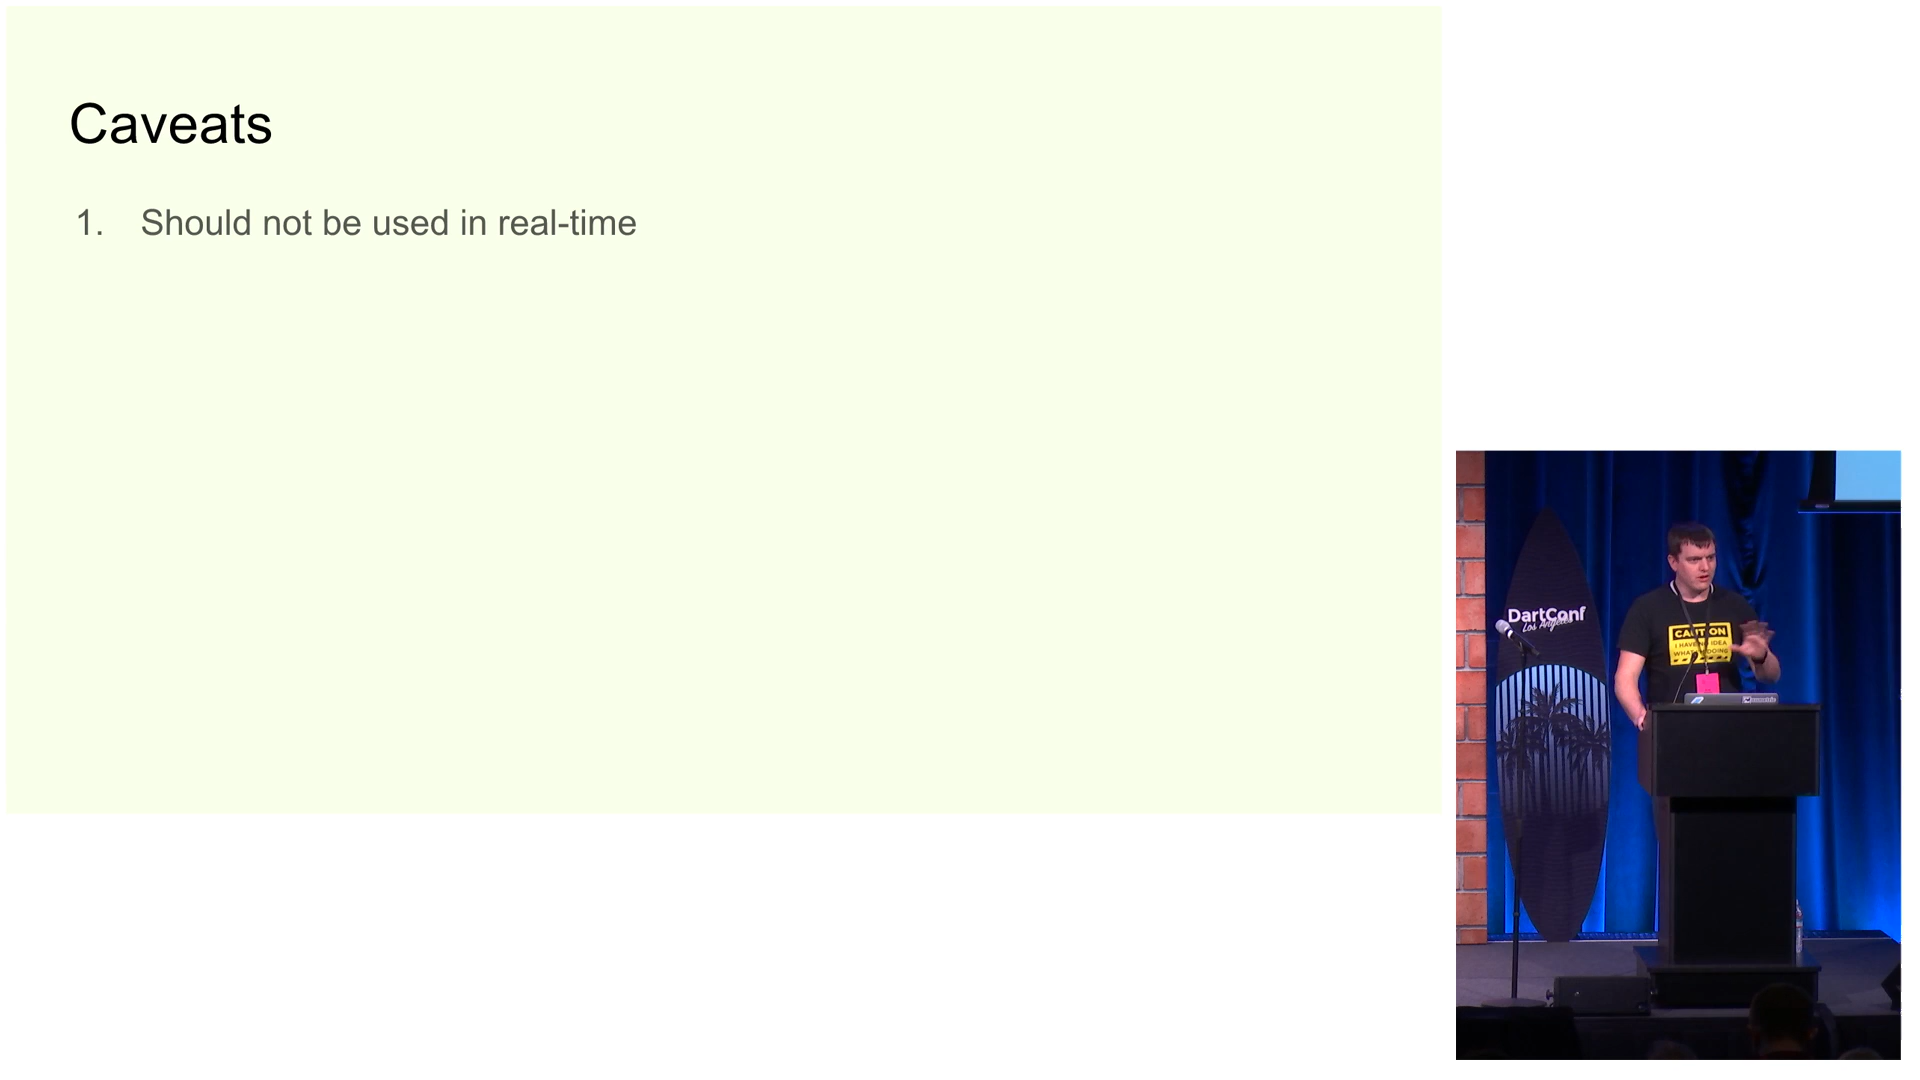 Caveats
1. Should not be used in real-time
DartConf
Los Angeles
CAUTION
I HAVE NO IDEA
WHAT DOING